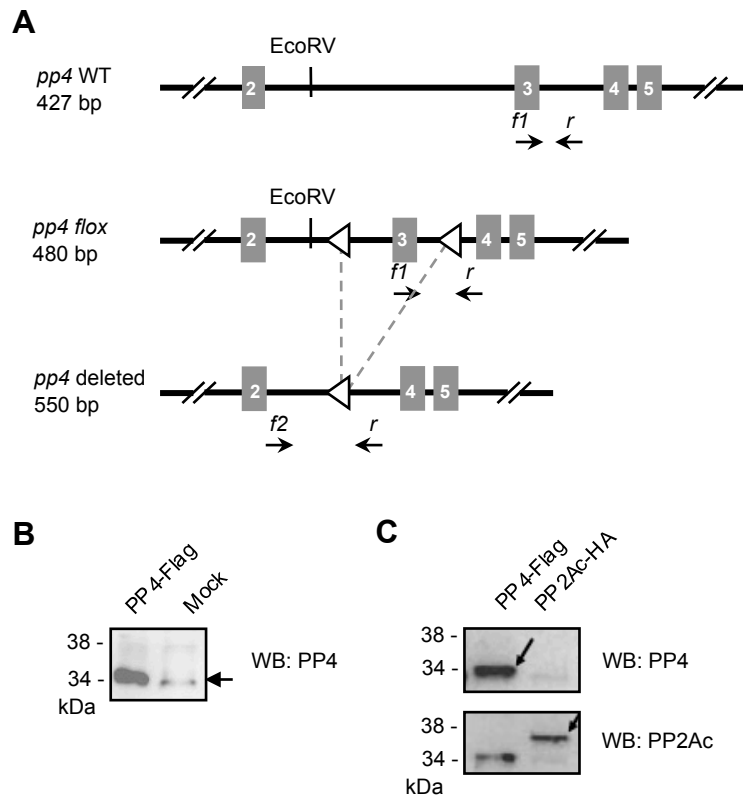 A
EcoRV
pp4 WT
427 bp
2
3
4
5
f1
r
EcoRV
pp4 flox
480 bp
2
3
4
5
f1
r
pp4 deleted
550 bp
2
4
5
f2
r
B
PP4-Flag
Mock
38 -
34 -
kDa
WB: PP4
C
PP4-Flag
PP2Ac-HA
38 -
34 -
WB: PP4
38 -
34 -
kDa
WB: PP2Ac